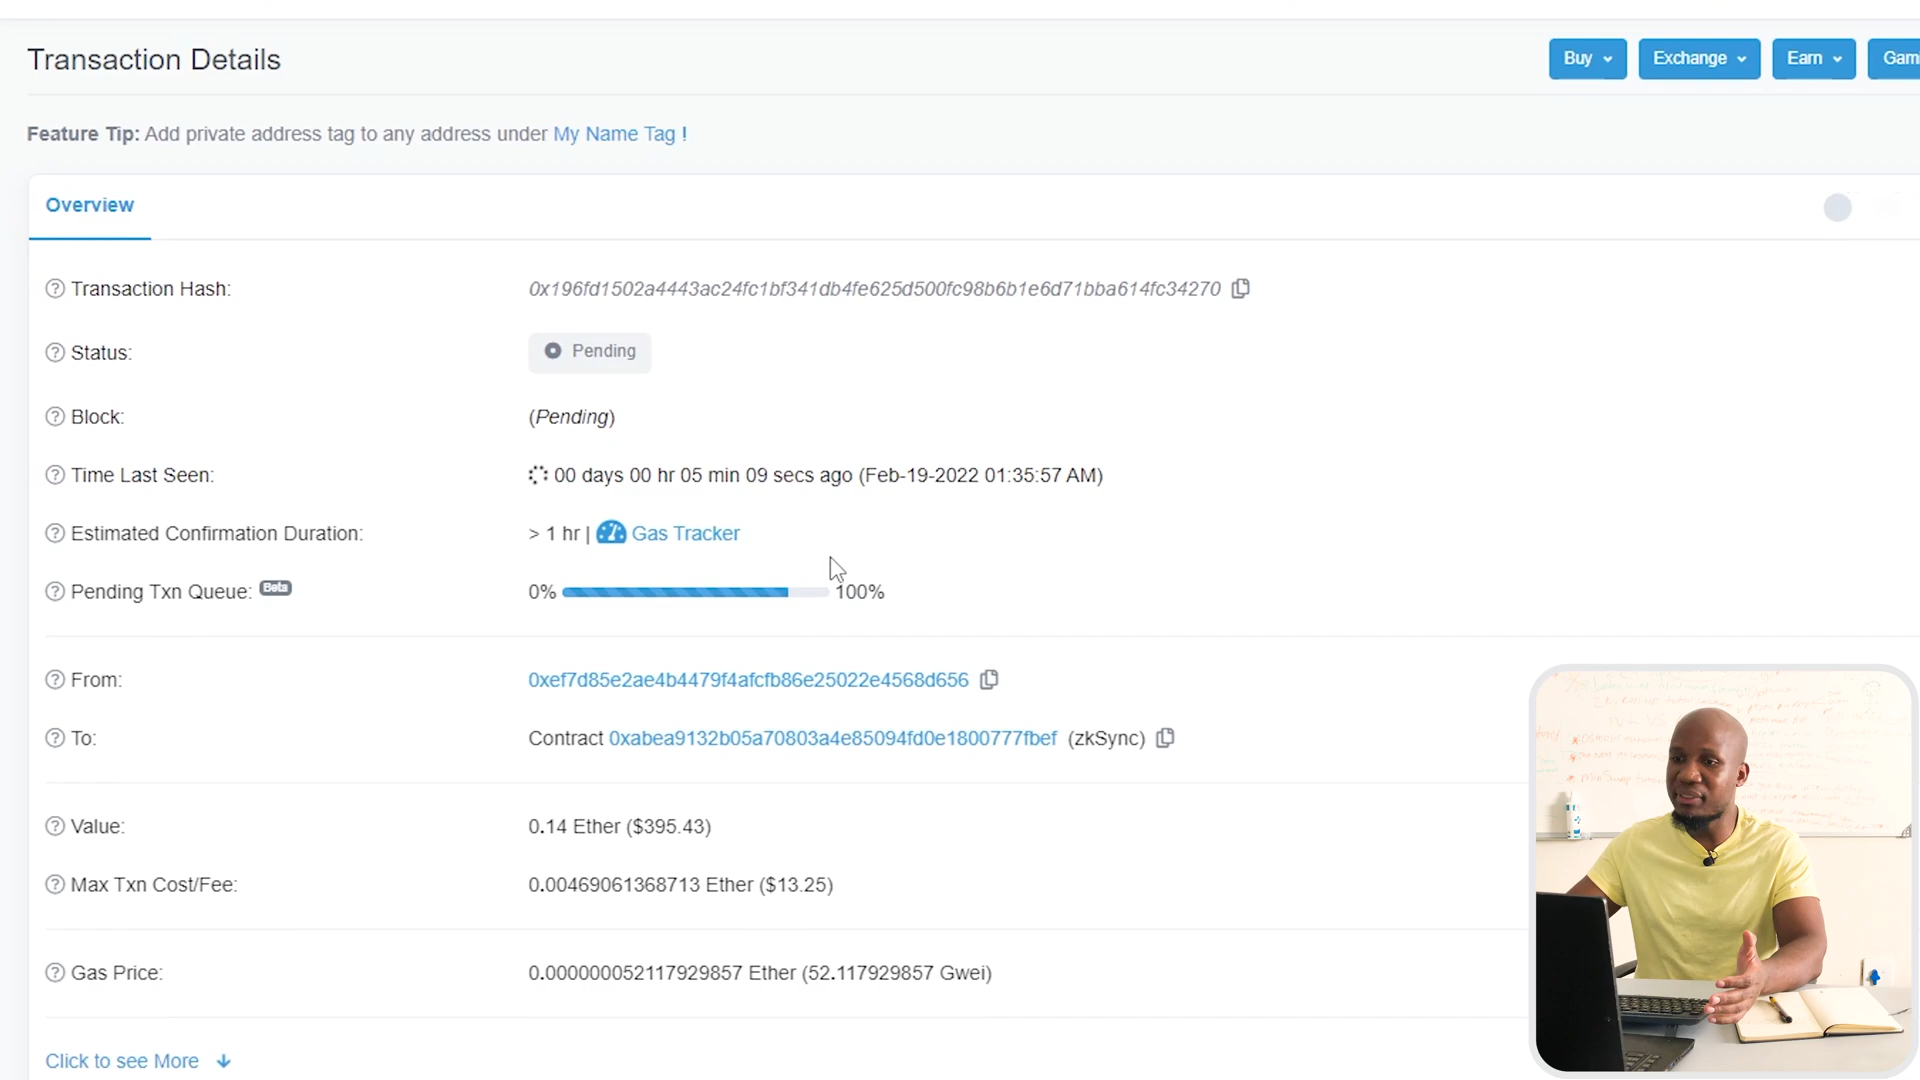 Transaction Details
Buy Exchange Earn Gam
Feature Tip: Add private address tag to any address under My Name Tag !
Overview
Transaction Hash: 0x196fd1502a4443ac24fc1bf341db4fe625d500fc98b6b1e6d71bba614fc34270
Status: Pending
Block: (Pending)
Time Last Seen: 00 days 00 hr 05 min 09 secs ago (Feb-19-2022 01:35:57 AM)
Estimated Confirmation Duration: > 1 hr | Gas Tracker
Pending Txn Queue: Beta 0% 100%
From: 0xef7d85e2ae4b4479f4afcfb86e25022e4568d656
To: Contract 0xabea9132b05a70803a4e85094fd0e1800777fbef (zkSync)
Value: 0.14 Ether ($395.43)
Max Txn Cost/Fee: 0.00469061368713 Ether ($13.25)
Gas Price: 0.000000052117929857 Ether (52.117929857 Gwei)
Click to see More